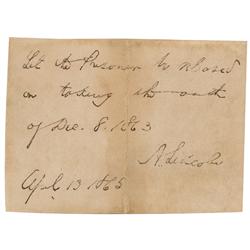 Let the Prisoner be released
on taking the oath
of Dec. 8. 1863
A. Lincoln
April 13 1865